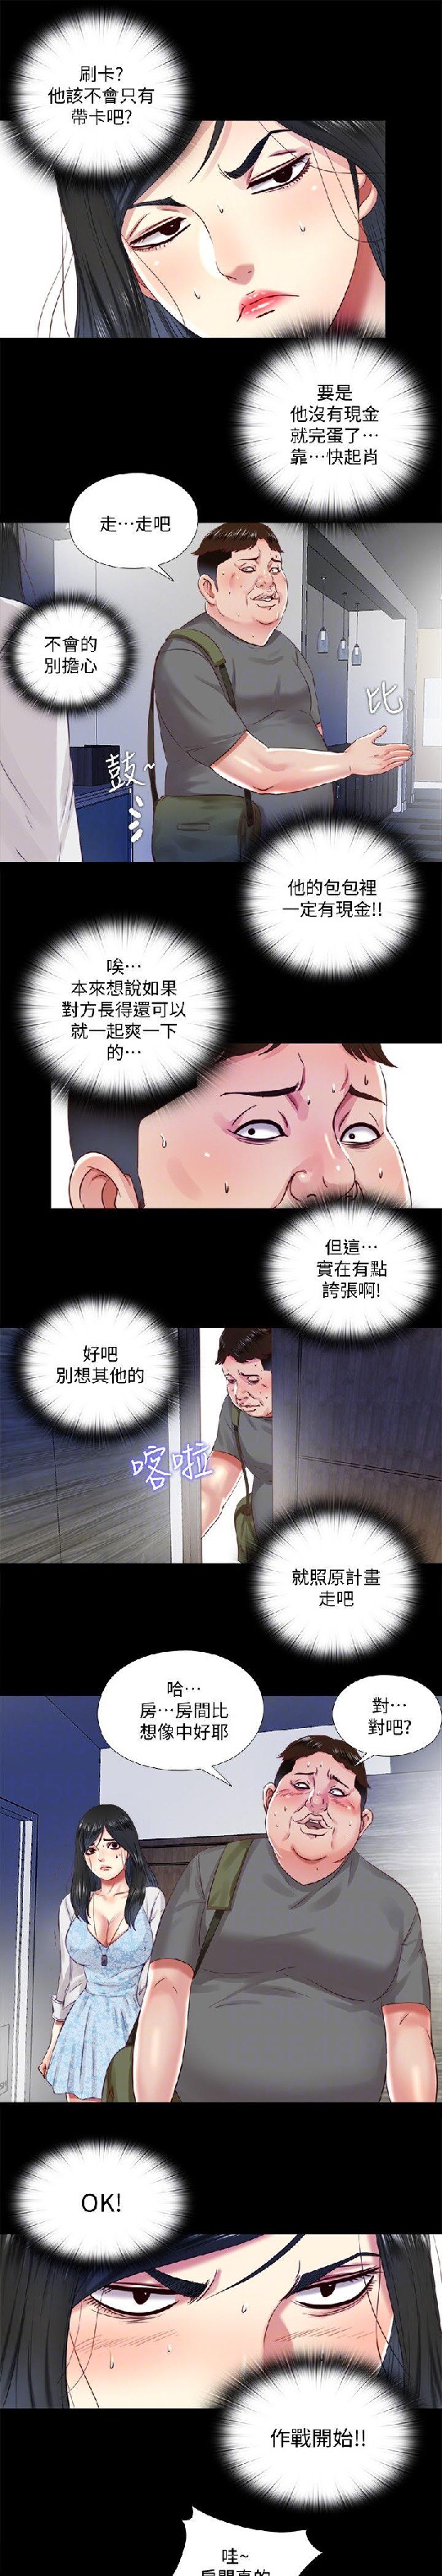 刷卡?
他該不會只有
帶卡吧?
要是
他沒有現金
就完蛋了…
靠…快起肖
走…走吧
不會的
別擔心
比
鼓~
他的包包裡
一定有現金!!
唉…
本來想說如果
對方長得還可以
就一起爽一下
的…
但這…
實在有點
誇張啊!
好吧
別想其他的
喀啦
就照原計畫
走吧
哈…
房…房間比
想像中好耶
對…
對吧?
OK!
作戰開始!!
哇~
房間真的